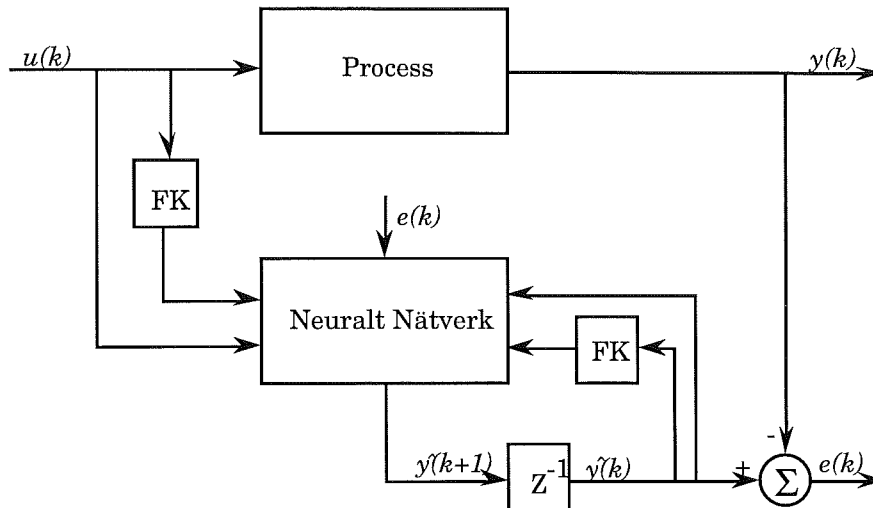 u(k)
Process
y(k)
FK
e(k)
Neuralt Nätverk
FK
ŷ(k+1)
Z⁻¹
ŷ(k)
-
+
Σ
e(k)